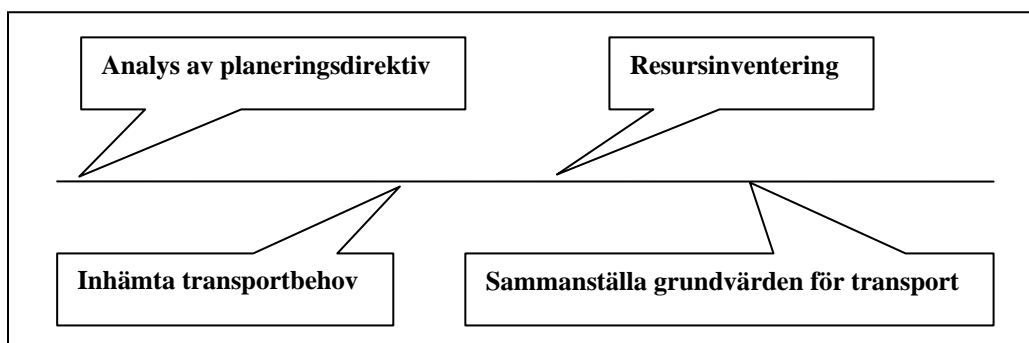 Analys av planeringsdirektiv
Resursinventering
Inhämta transportbehov
Sammanställa grundvärden för transport